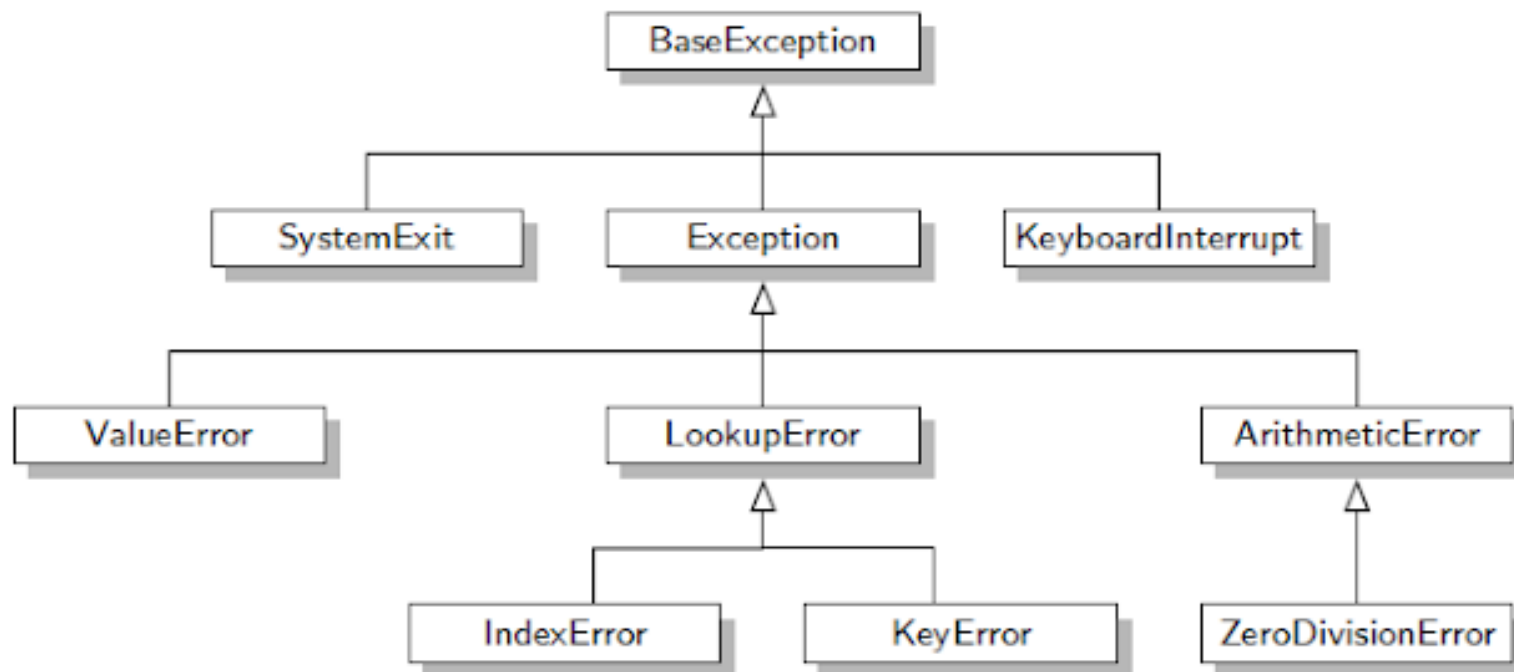 BaseException
SystemExit
Exception
KeyboardInterrupt
ValueError
LookupError
ArithmeticError
IndexError
KeyError
ZeroDivisionError